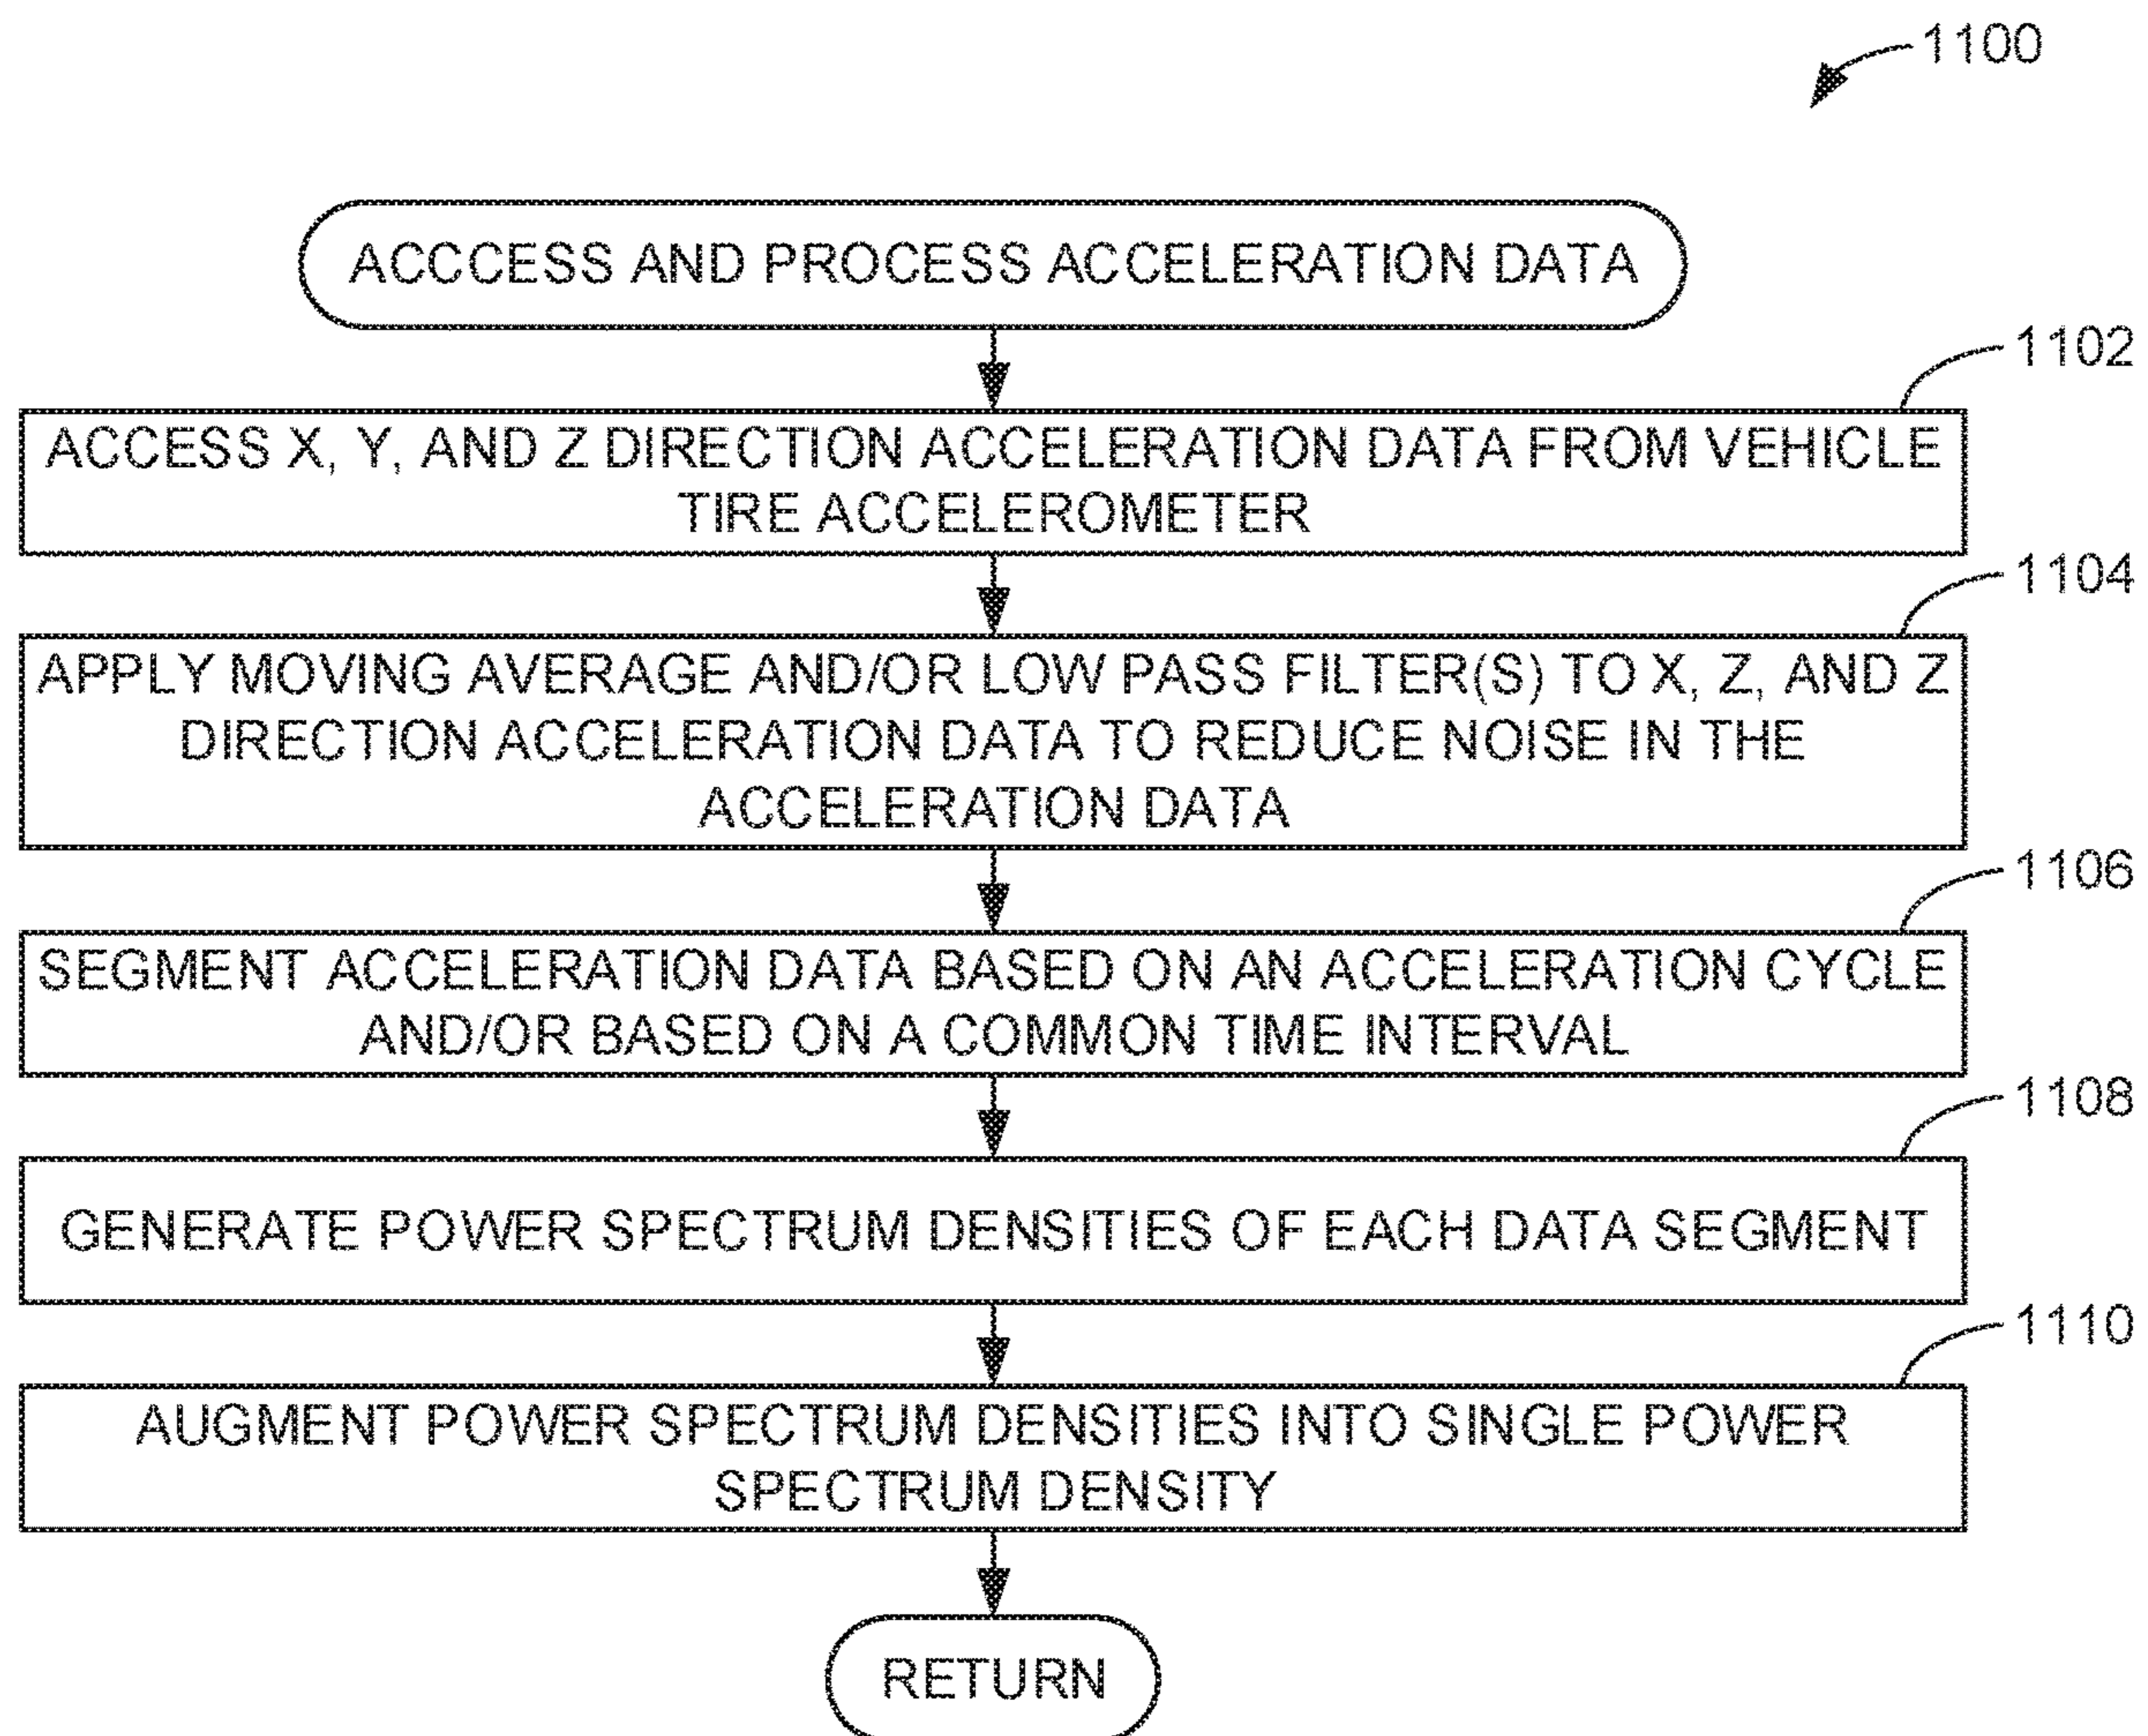 1100
ACCCESS AND PROCESS ACCELERATION DATA
1102
ACCESS X, Y, AND Z DIRECTION ACCELERATION DATA FROM VEHICLE
TIRE ACCELEROMETER
1104
APPLY MOVING AVERAGE AND/OR LOW PASS FILTER(S) TO X, Z, AND Z
DIRECTION ACCELERATION DATA TO REDUCE NOISE IN THE
ACCELERATION DATA
1106
SEGMENT ACCELERATION DATA BASED ON AN ACCELERATION CYCLE
AND/OR BASED ON A COMMON TIME INTERVAL
1108
GENERATE POWER SPECTRUM DENSITIES OF EACH DATA SEGMENT
1110
AUGMENT POWER SPECTRUM DENSITIES INTO SINGLE POWER
SPECTRUM DENSITY
RETURN